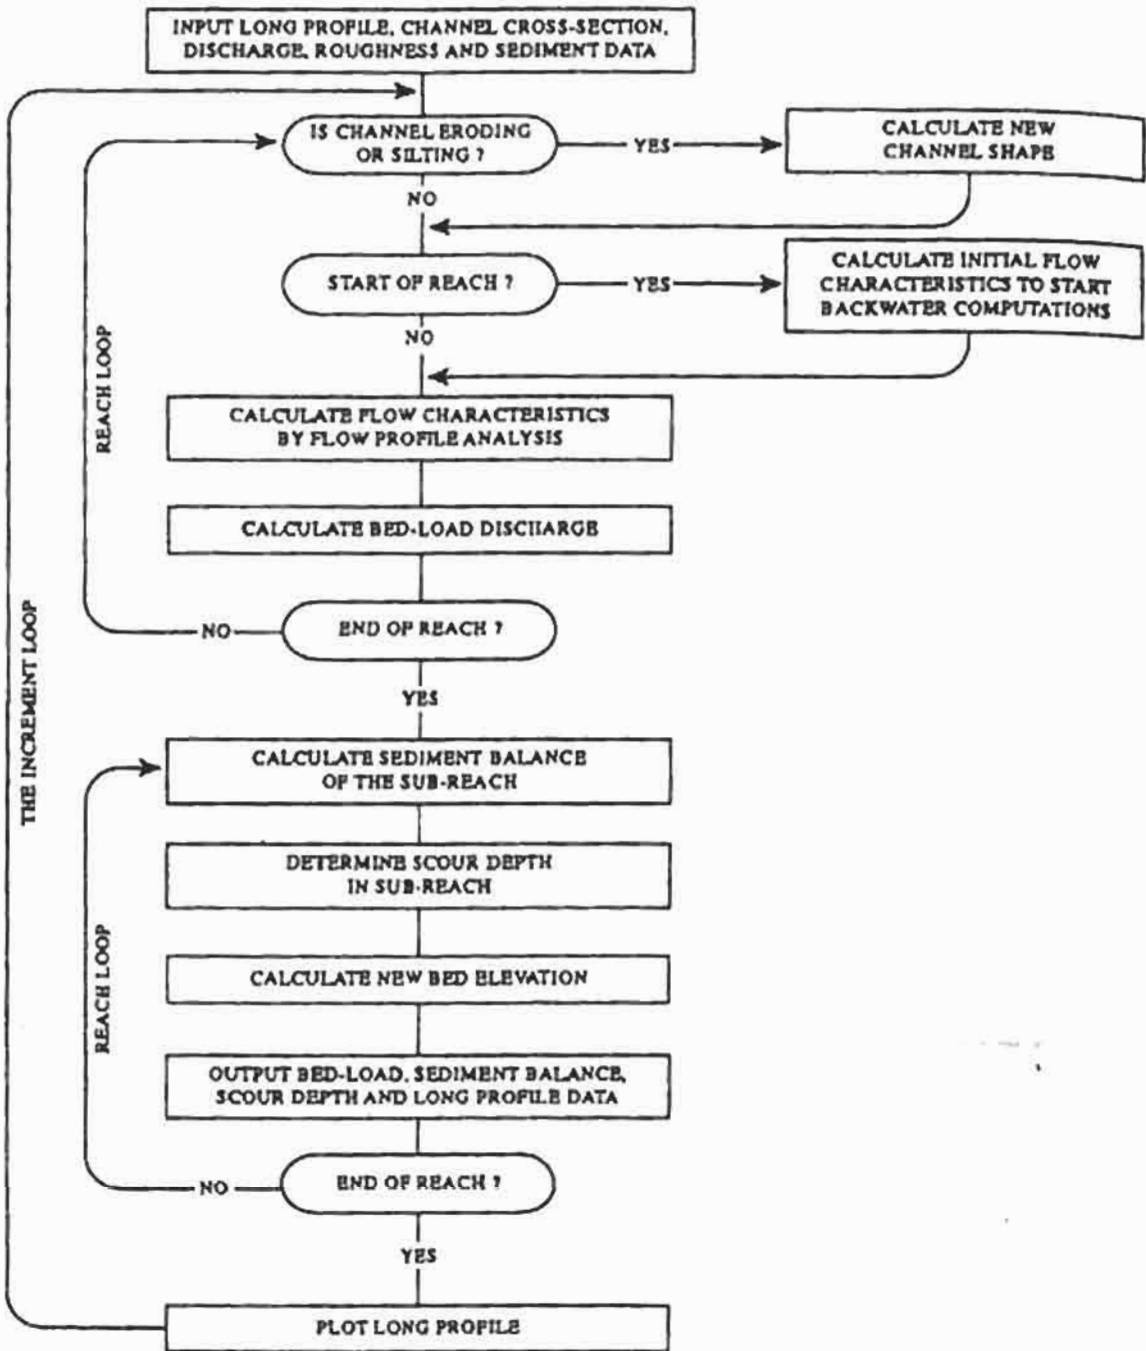 INPUT LONG PROFILE, CHANNEL CROSS-SECTION,
DISCHARGE, ROUGHNESS AND SEDIMENT DATA
IS CHANNEL ERODING
OR SILTING ?
YES
CALCULATE NEW
CHANNEL SHAPE
NO
START OF REACH ?
YES
CALCULATE INITIAL FLOW
CHARACTERISTICS TO START
BACKWATER COMPUTATIONS
NO
REACH LOOP
CALCULATE FLOW CHARACTERISTICS
BY FLOW PROFILE ANALYSIS
CALCULATE BED-LOAD DISCHARGE
NO
END OF REACH ?
THE INCREMENT LOOP
YES
CALCULATE SEDIMENT BALANCE
OF THE SUB-REACH
DETERMINE SCOUR DEPTH
IN SUB-REACH
REACH LOOP
CALCULATE NEW BED ELEVATION
OUTPUT BED-LOAD, SEDIMENT BALANCE,
SCOUR DEPTH AND LONG PROFILE DATA
NO
END OF REACH ?
YES
PLOT LONG PROFILE